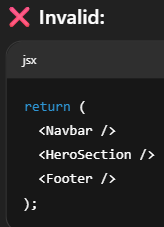 ❌ Invalid:
jsx
return (
  <Navbar />
  <HeroSection />
  <Footer />
);